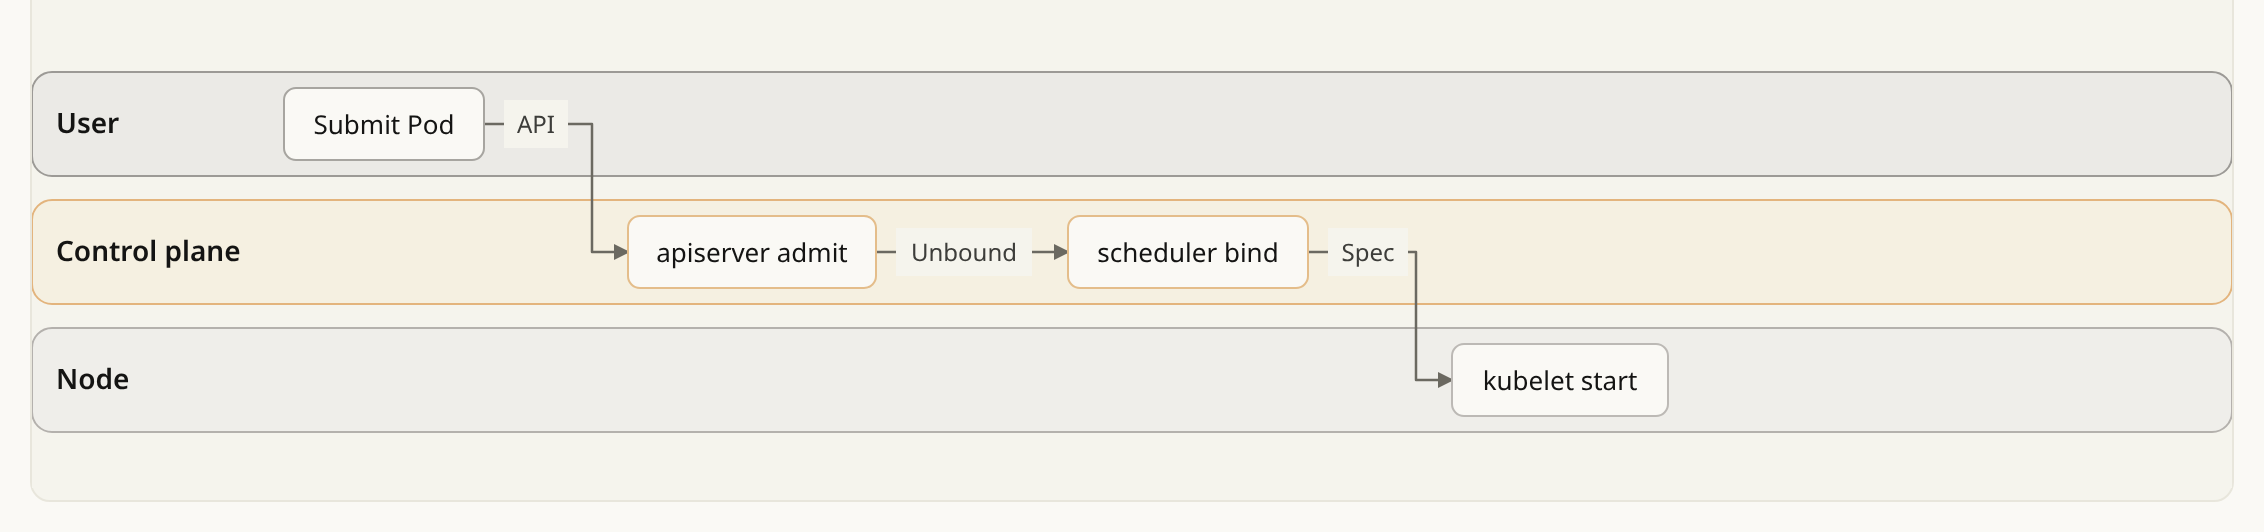 User
Submit Pod
API
Control plane
apiserver admit
Unbound
scheduler bind
Spec
Node
kubelet start